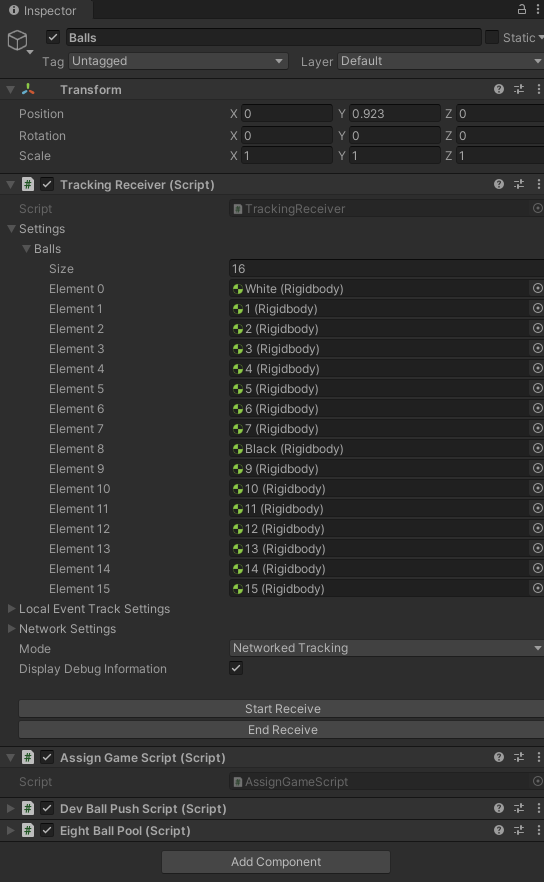 Inspector
Balls Static
Tag Untagged Layer Default
Transform
Position X 0 Y 0.923 Z 0
Rotation X 0 Y 0 Z 0
Scale X 1 Y 1 Z 1
# Tracking Receiver (Script)
Script # TrackingReceiver
Settings
Balls
Size 16
Element 0 White (Rigidbody)
Element 1 1 (Rigidbody)
Element 2 2 (Rigidbody)
Element 3 3 (Rigidbody)
Element 4 4 (Rigidbody)
Element 5 5 (Rigidbody)
Element 6 6 (Rigidbody)
Element 7 7 (Rigidbody)
Element 8 Black (Rigidbody)
Element 9 9 (Rigidbody)
Element 10 10 (Rigidbody)
Element 11 11 (Rigidbody)
Element 12 12 (Rigidbody)
Element 13 13 (Rigidbody)
Element 14 14 (Rigidbody)
Element 15 15 (Rigidbody)
Local Event Track Settings
Network Settings
Mode Networked Tracking
Display Debug Information
Start Receive
End Receive
# Assign Game Script (Script)
Script # AssignGameScript
# Dev Ball Push Script (Script)
# Eight Ball Pool (Script)
Add Component